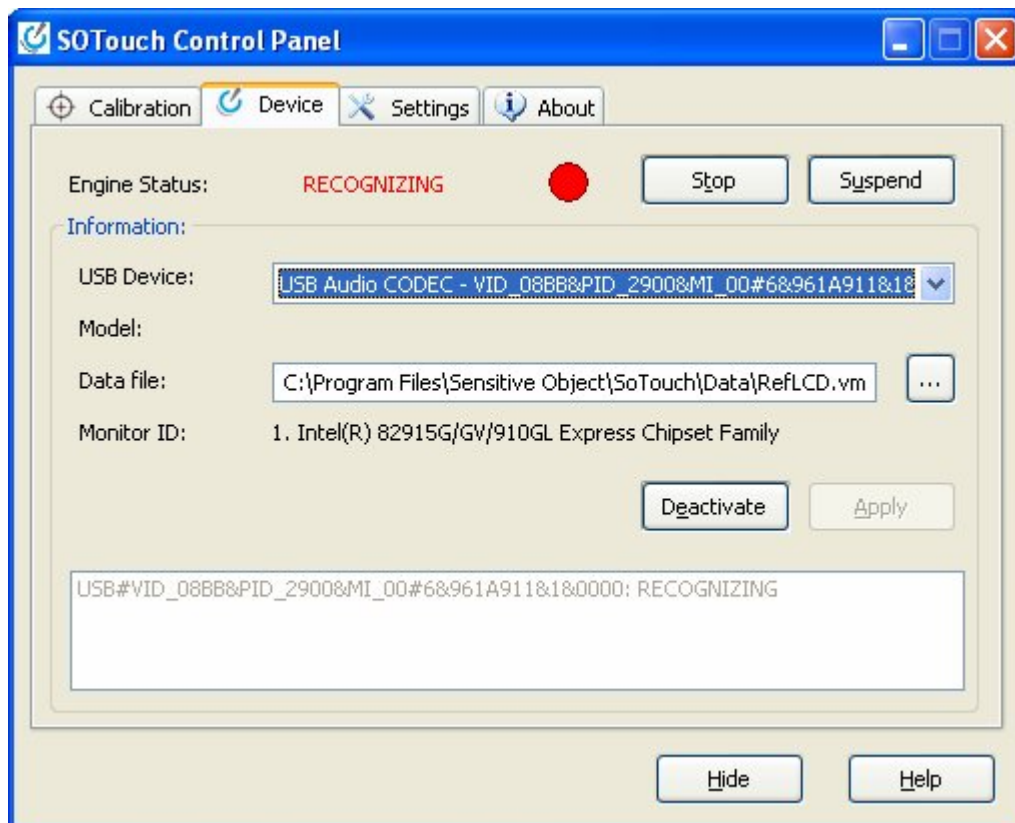 SOTouch Control Panel
Calibration Device Settings About
Engine Status: RECOGNIZING Stop Suspend
Information:
USB Device: USB Audio CODEC - VID_08BB&PID_2900&MI_00#6&961A911&18
Model:
Data file: C:\Program Files\Sensitive Object\SoTouch\Data\RefLCD.vm ...
Monitor ID: 1. Intel(R) 82915G/GV/910GL Express Chipset Family
Deactivate Apply
USB#VID_08BB&PID_2900&MI_00#6&961A911&1&0000: RECOGNIZING
Hide Help